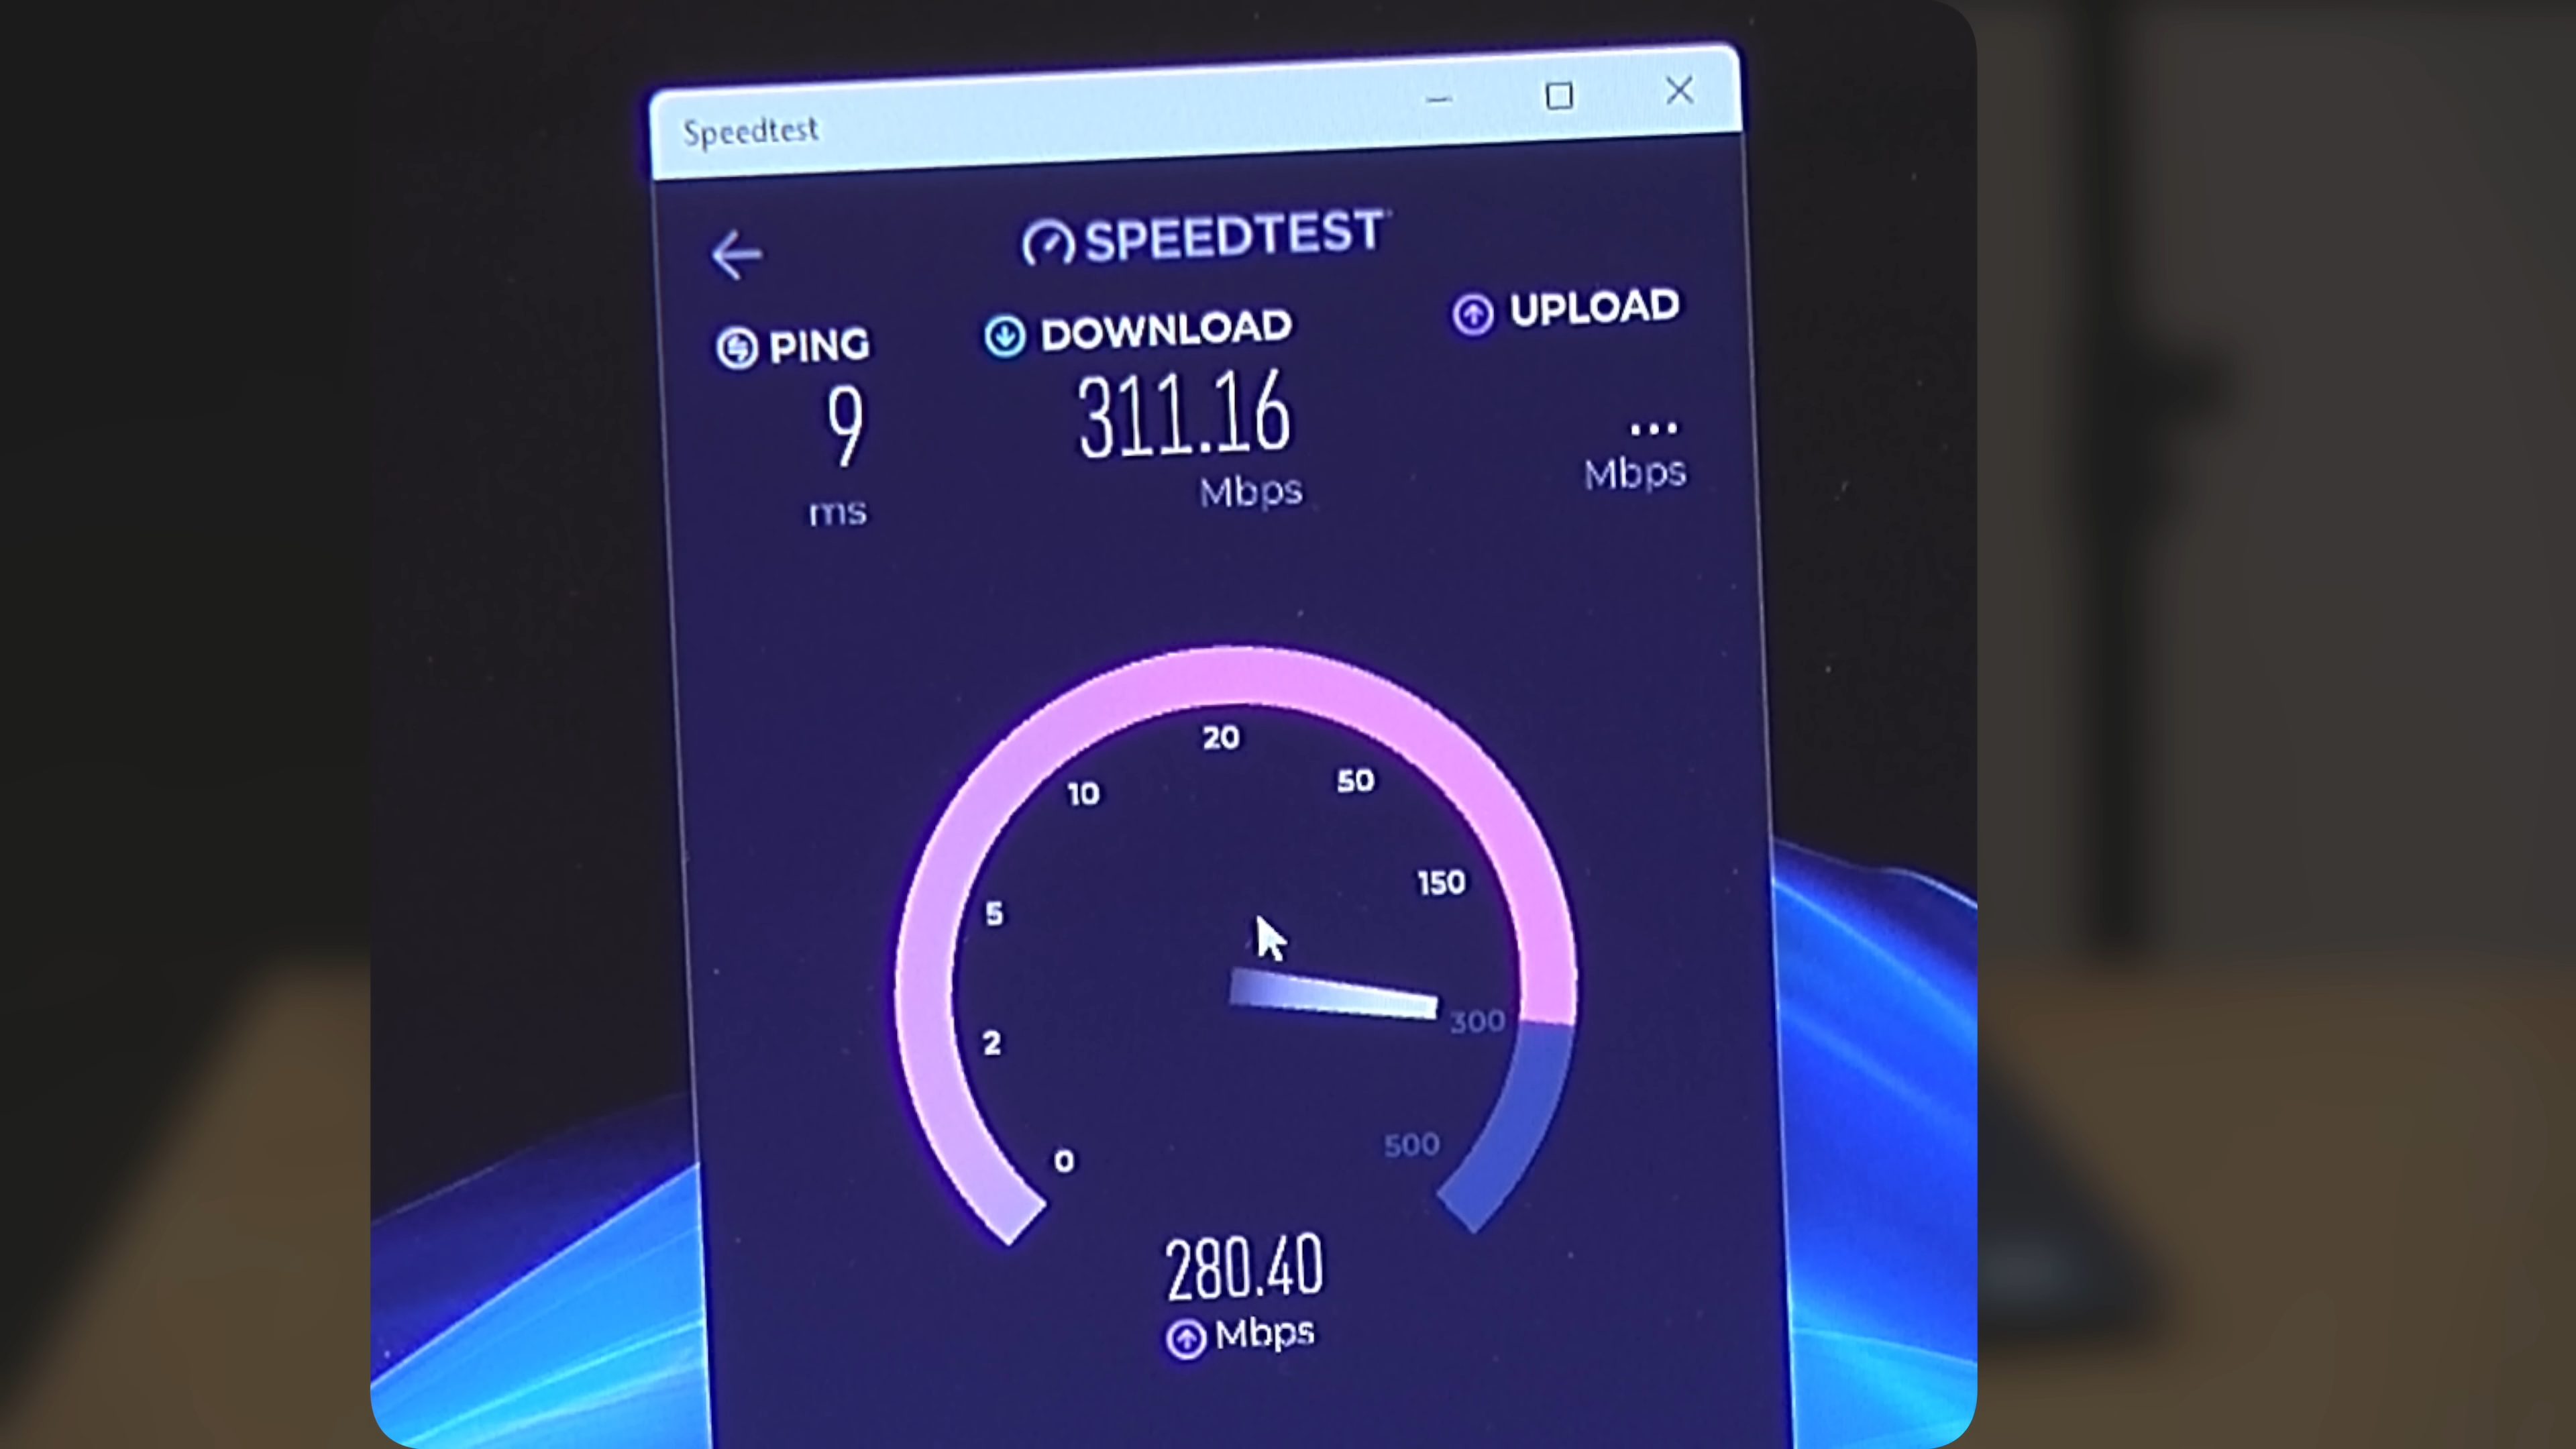 Speedtest
SPEEDTEST
PING
DOWNLOAD
UPLOAD
9
311.16
...
ms
Mbps
Mbps
20
10
50
150
5
300
2
500
0
280.40
Mbps